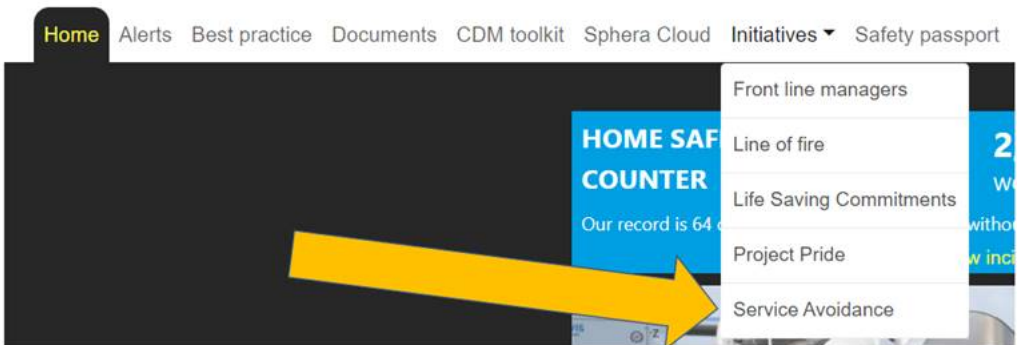 Home Alerts Best practice Documents CDM toolkit Sphera Cloud Initiatives Safety passport
Front line managers
Line of fire
Life Saving Commitments
Project Pride
Service Avoidance
HOME
COUNTER
Our record is 64
2,